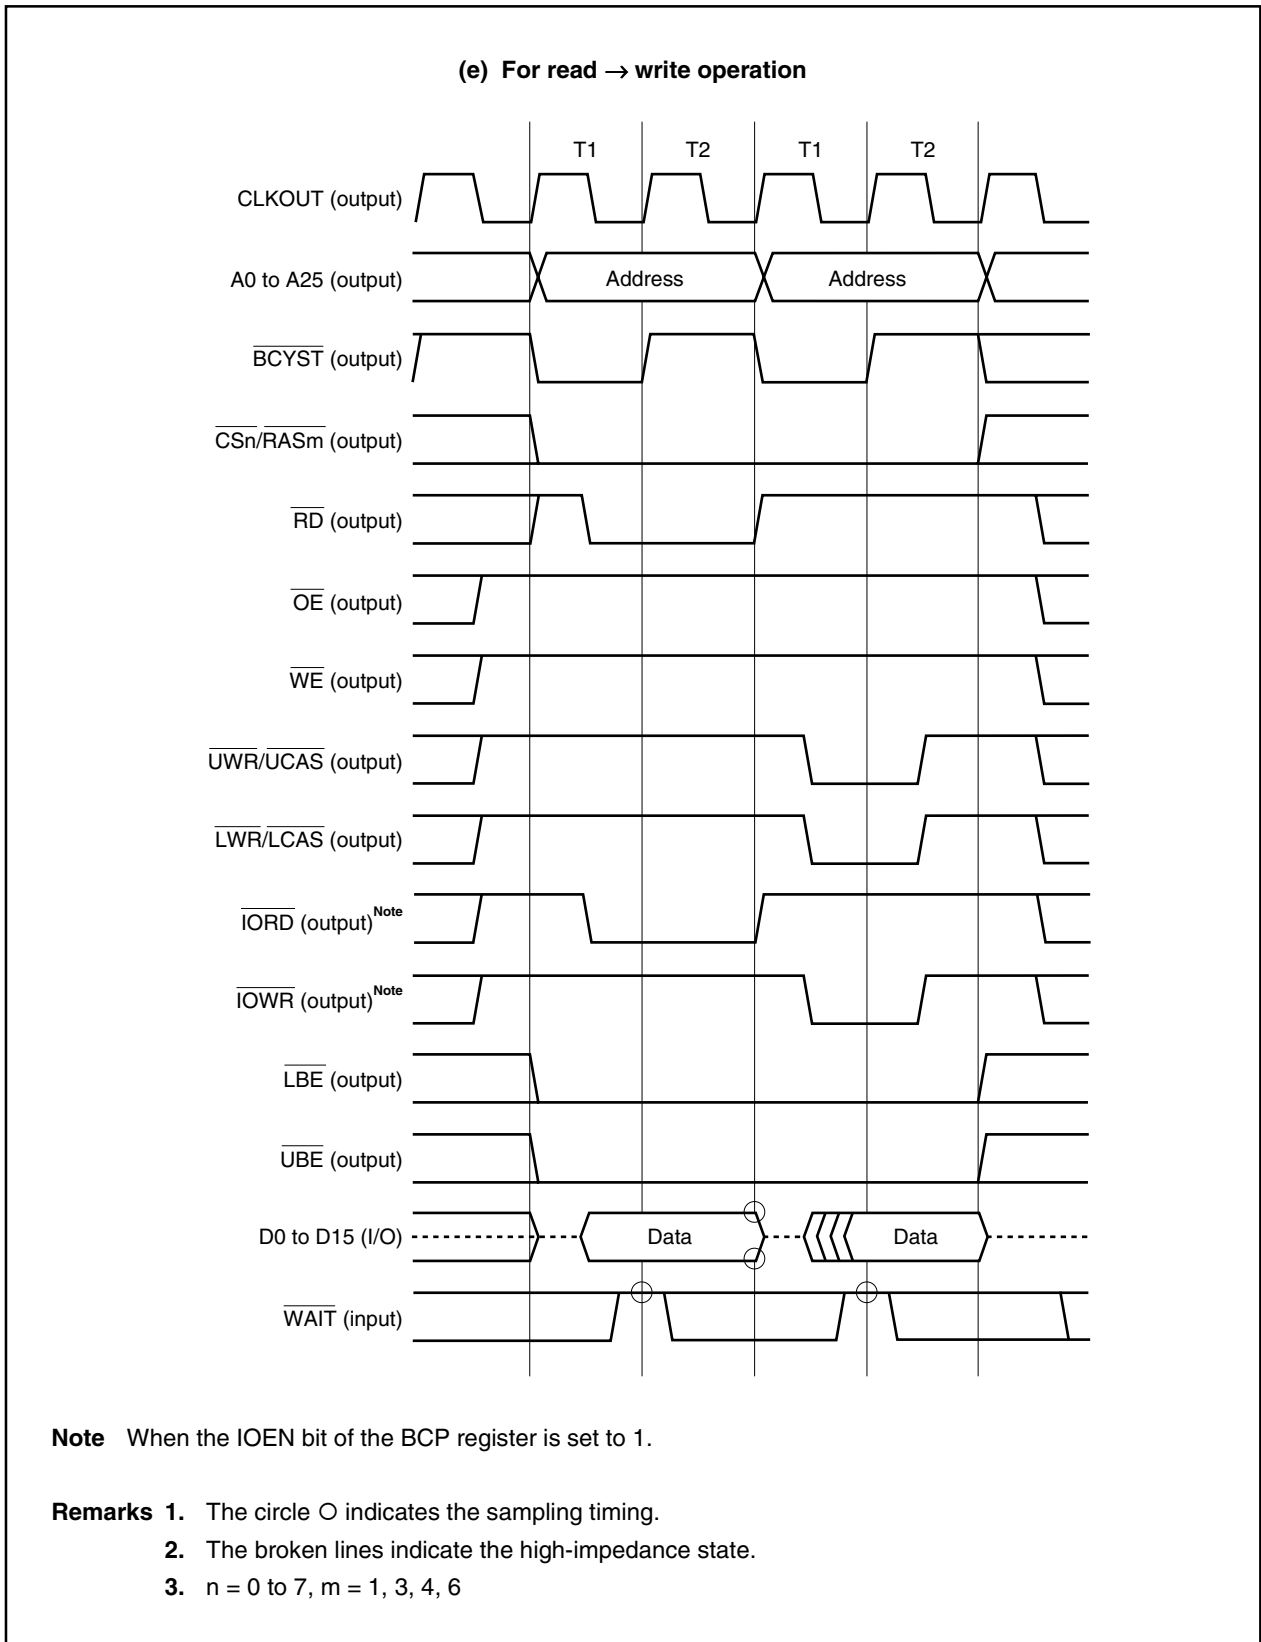 (e) For read → write operation
T1 T2 T1 T2
CLKOUT (output)
A0 to A25 (output) Address Address
BCYST (output)
CSn/RASm (output)
RD (output)
OE (output)
WE (output)
UWR/UCAS (output)
LWR/LCAS (output)
IORD (output)Note
IOWR (output)Note
LBE (output)
UBE (output)
D0 to D15 (I/O) Data Data
WAIT (input)
Note When the IOEN bit of the BCP register is set to 1.
Remarks 1. The circle ○ indicates the sampling timing.
2. The broken lines indicate the high-impedance state.
3. n = 0 to 7, m = 1, 3, 4, 6